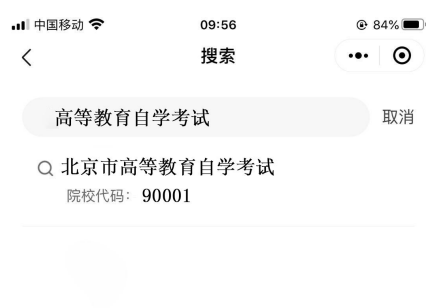 中国移动 09:56 84%
搜索
高等教育自学考试 取消
北京市高等教育自学考试
院校代码: 90001